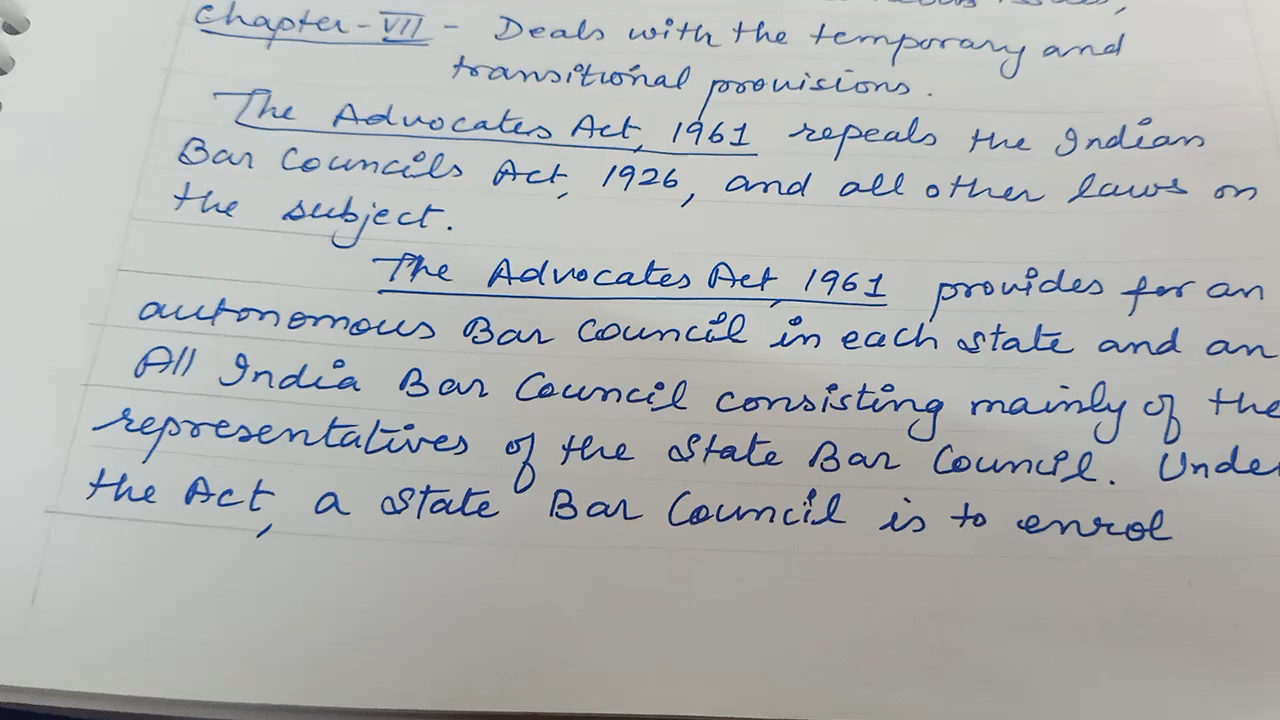 Chapter-VII - Deals with the temporary and
transitional provisions.
The Advocates Act, 1961 repeals the Indian
Bar Councils Act, 1926, and all other laws on
the subject.
The Advocates Act, 1961 provides for an
autonomous Bar Council in each state and an
All India Bar Council consisting mainly of the
representatives of the State Bar Council. Unde
the Act, a State Bar Council is to enrol